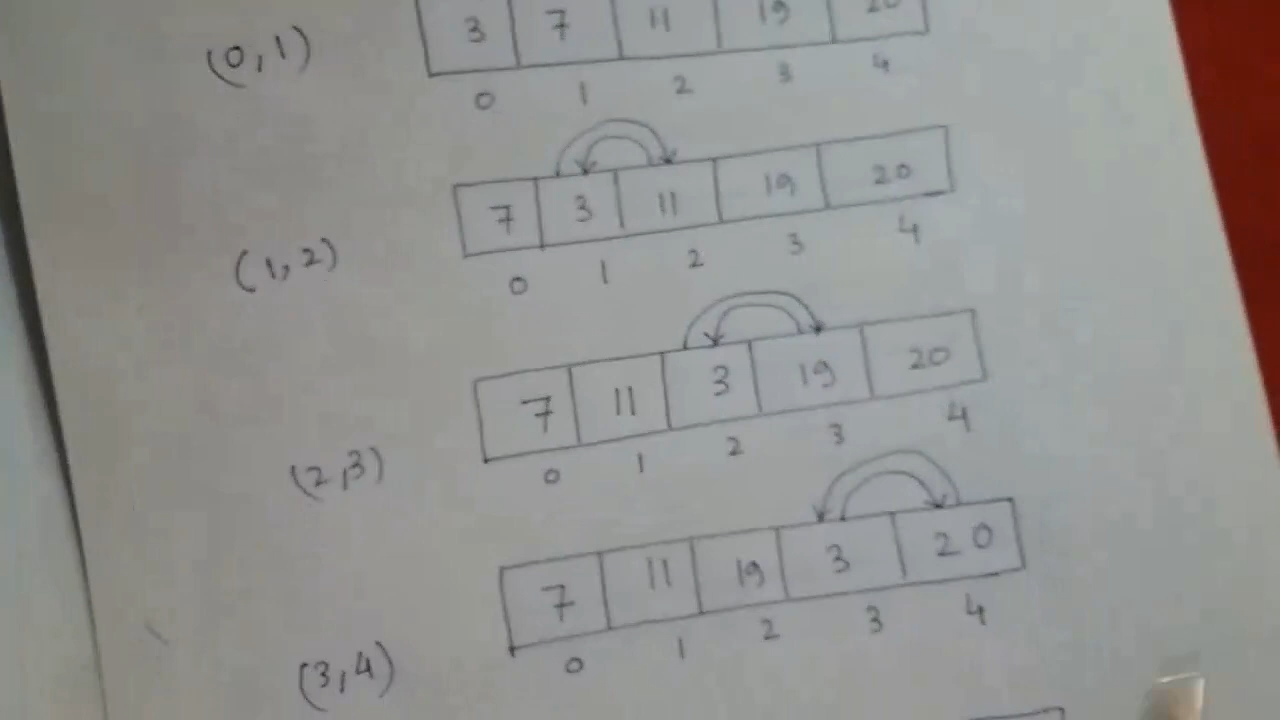 3 7 11 19 20
(0,1)
0 1 2 3 4
7 3 11 19 20
(1,2)
0 1 2 3 4
7 11 3 19 20
(2,3)
0 1 2 3 4
7 11 19 3 20
(3,4)
0 1 2 3 4